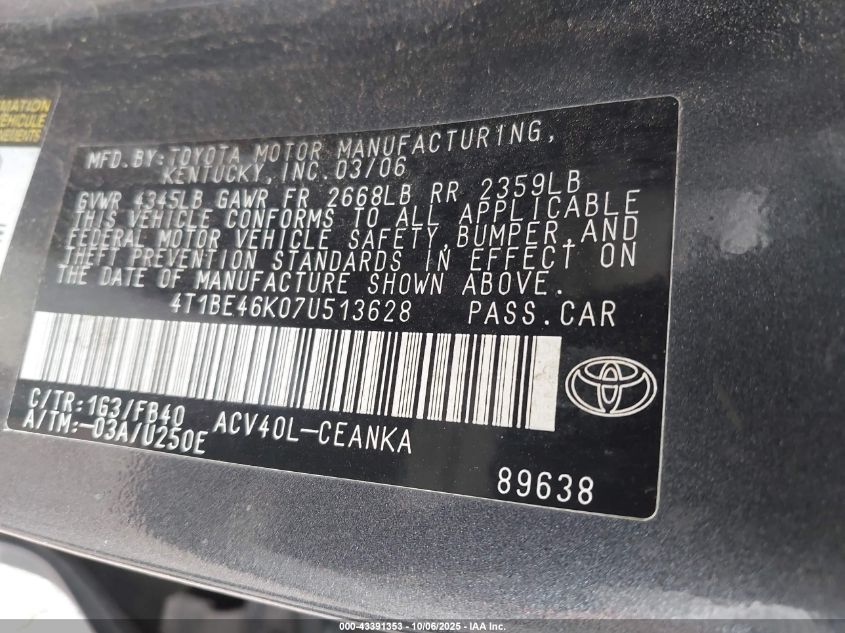 MATION
VEHICULE
NEMENTS
MFD.BY:TOYOTA MOTOR MANUFACTURING,
KENTUCKY,INC.03/06
GVWR 4345LB GAWR FR 2668LB RR 2359LB
THIS VEHICLE CONFORMS TO ALL APPLICABLE
FEDERAL MOTOR VEHICLE SAFETY,BUMPER,AND
THEFT PREVENTION STANDARDS IN EFFECT ON
THE DATE OF MANUFACTURE SHOWN ABOVE.
4T1BE46K07U513628 PASS.CAR
C/TR:1G3/FB40 ACV40L-CEANKA
A/TM:-03A/U250E
89638
000-43391353 - 10/06/2025 - IAA Inc.